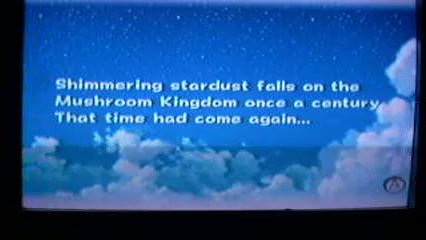 Shimmering stardust falls on the
Mushroom Kingdom once a century
That time had come again...
A